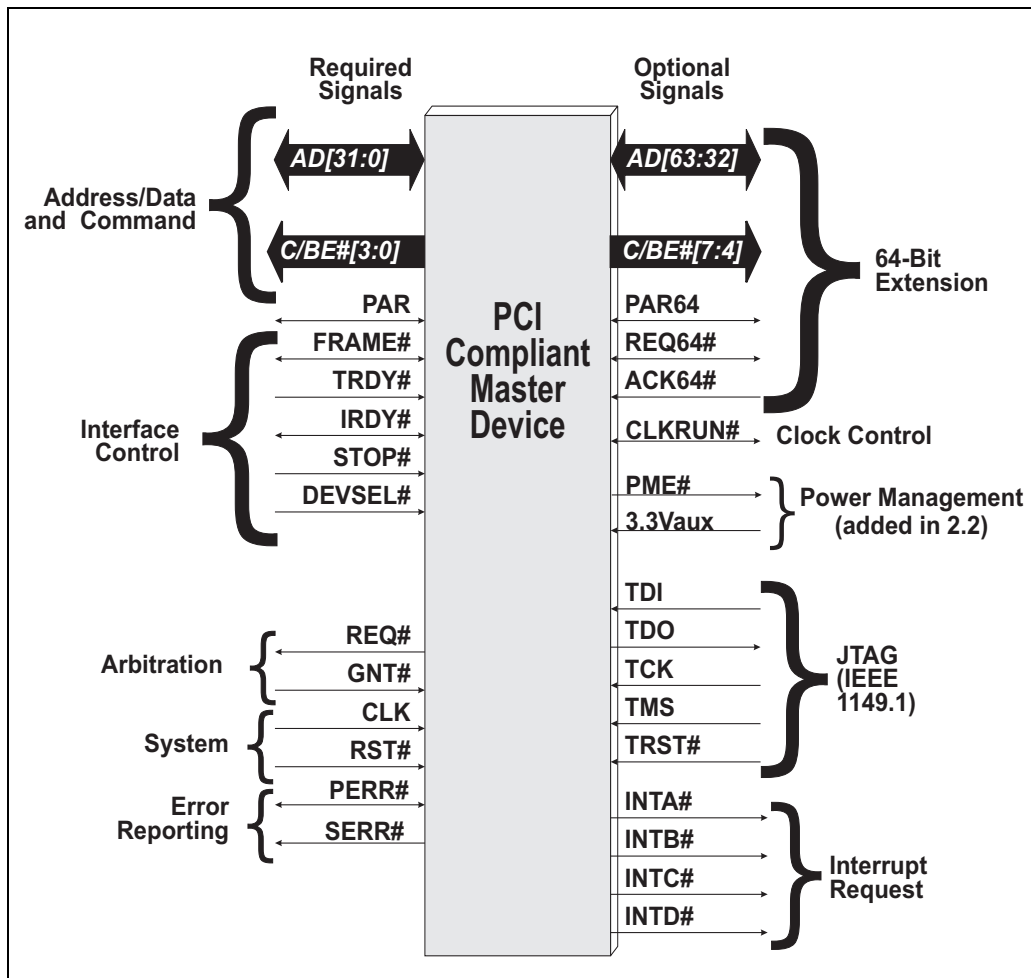 Required
Signals
Optional
Signals
Address/Data
and Command
AD[31:0]
C/BE#[3:0]
PAR
Interface
Control
FRAME#
TRDY#
IRDY#
STOP#
DEVSEL#
Arbitration
REQ#
GNT#
System
CLK
RST#
Error
Reporting
PERR#
SERR#
PCI
Compliant
Master
Device
AD[63:32]
C/BE#[7:4]
PAR64
REQ64#
ACK64#
64-Bit
Extension
CLKRUN#
Clock Control
PME#
3.3Vaux
Power Management
(added in 2.2)
TDI
TDO
TCK
TMS
TRST#
JTAG
(IEEE
1149.1)
INTA#
INTB#
INTC#
INTD#
Interrupt
Request